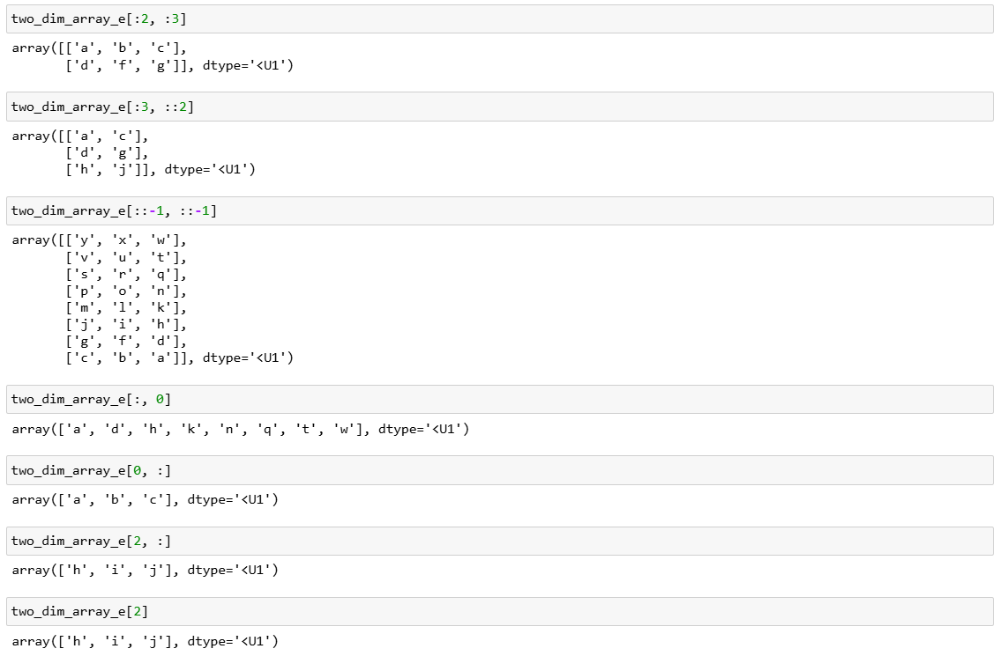 two_dim_array_e[:2, :3]
array([['a', 'b', 'c'],
       ['d', 'f', 'g']], dtype='<U1')
two_dim_array_e[:3, ::2]
array([['a', 'c'],
       ['d', 'g'],
       ['h', 'j']], dtype='<U1')
two_dim_array_e[::-1, ::-1]
array([['y', 'x', 'w'],
       ['v', 'u', 't'],
       ['s', 'r', 'q'],
       ['p', 'o', 'n'],
       ['m', 'l', 'k'],
       ['j', 'i', 'h'],
       ['g', 'f', 'd'],
       ['c', 'b', 'a']], dtype='<U1')
two_dim_array_e[:, 0]
array(['a', 'd', 'h', 'k', 'n', 'q', 't', 'w'], dtype='<U1')
two_dim_array_e[0, :]
array(['a', 'b', 'c'], dtype='<U1')
two_dim_array_e[2, :]
array(['h', 'i', 'j'], dtype='<U1')
two_dim_array_e[2]
array(['h', 'i', 'j'], dtype='<U1')